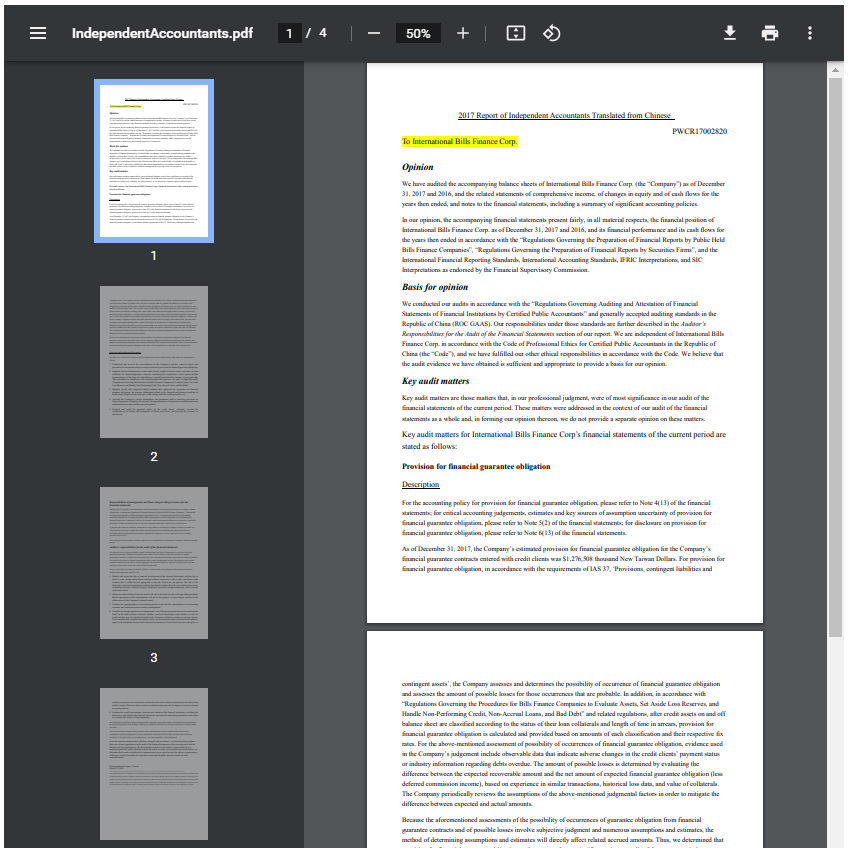 IndependentAccountants.pdf
1 / 4
50%
1
2
3
2017 Report of Independent Accountants Translated from Chinese
PWCR17002820
To International Bills Finance Corp.
Opinion
We have audited the accompanying balance sheets of International Bills Finance Corp. (the “Company”) as of December
31, 2017 and 2016, and the related statements of comprehensive income, of changes in equity and of cash flows for the
years then ended, and notes to the financial statements, including a summary of significant accounting policies.
In our opinion, the accompanying financial statements present fairly, in all material respects, the financial position of
International Bills Finance Corp. as of December 31, 2017 and 2016, and its financial performance and its cash flows for
the years then ended in accordance with the “Regulations Governing the Preparation of Financial Reports by Public Held
Bills Finance Companies”, “Regulations Governing the Preparation of Financial Reports by Securities Firms”, and the
International Financial Reporting Standards, International Accounting Standards, IFRIC Interpretations, and SIC
Interpretations as endorsed by the Financial Supervisory Commission.
Basis for opinion
We conducted our audits in accordance with the “Regulations Governing Auditing and Attestation of Financial
Statements of Financial Institutions by Certified Public Accountants” and generally accepted auditing standards in the
Republic of China (ROC GAAS). Our responsibilities under those standards are further described in the Auditor’s
Responsibilities for the Audit of the Financial Statements section of our report. We are independent of International Bills
Finance Corp. in accordance with the Code of Professional Ethics for Certified Public Accountants in the Republic of
China (the “Code”), and we have fulfilled our other ethical responsibilities in accordance with the Code. We believe that
the audit evidence we have obtained is sufficient and appropriate to provide a basis for our opinion.
Key audit matters
Key audit matters are those matters that, in our professional judgment, were of most significance in our audit of the
financial statements of the current period. These matters were addressed in the context of our audit of the financial
statements as a whole and, in forming our opinion thereon, we do not provide a separate opinion on these matters.
Key audit matters for International Bills Finance Corp’s financial statements of the current period are
stated as follows:
Provision for financial guarantee obligation
Description
For the accounting policy for provision for financial guarantee obligation, please refer to Note 4(13) of the financial
statements; for critical accounting judgements, estimates and key sources of assumption uncertainty of provision for
financial guarantee obligation, please refer to Note 5(2) of the financial statements; for disclosure on provision for
financial guarantee obligation, please refer to Note 6(13) of the financial statements.
As of December 31, 2017, the Company’s estimated provision for financial guarantee obligation for the Company’s
financial guarantee contracts entered with credit clients was $1,276,508 thousand New Taiwan Dollars. For provision for
financial guarantee obligation, in accordance with the requirements of IAS 37, ‘Provisions, contingent liabilities and
contingent assets’, the Company assesses and determines the possibility of occurrence of financial guarantee obligation
and assesses the amount of possible losses for those occurrences that are probable. In addition, in accordance with
“Regulations Governing the Procedures for Bills Finance Companies to Evaluate Assets, Set Aside Loss Reserves, and
Handle Non-Performing Credit, Non-Accrual Loans, and Bad Debt” and related regulations, after credit assets on and off
balance sheet are classified according to the status of their loan collaterals and length of time in arrears, provision for
financial guarantee obligation is calculated and provided based on amounts of each classification and their respective fix
rates. For the above-mentioned assessment of possibility of occurrences of financial guarantee obligation, evidence used
in the Company’s judgement include observable data that indicate adverse changes in the credit clients’ payment status
or industry information regarding debts overdue. The amount of possible losses is determined by evaluating the
difference between the expected recoverable amount and the net amount of expected financial guarantee obligation (less
deferred commission income), based on experience in similar transactions, historical loss data, and value of collaterals.
The Company periodically reviews the assumptions of the above-mentioned judgmental factors in order to mitigate the
difference between expected and actual amounts.
Because the aforementioned assessments of the possibility of occurrences of guarantee obligation from financial
guarantee contracts and of possible losses involve subjective judgment and numerous assumptions and estimates, the
method of determining assumptions and estimates will directly affect related accrued amounts. Thus, we determined that